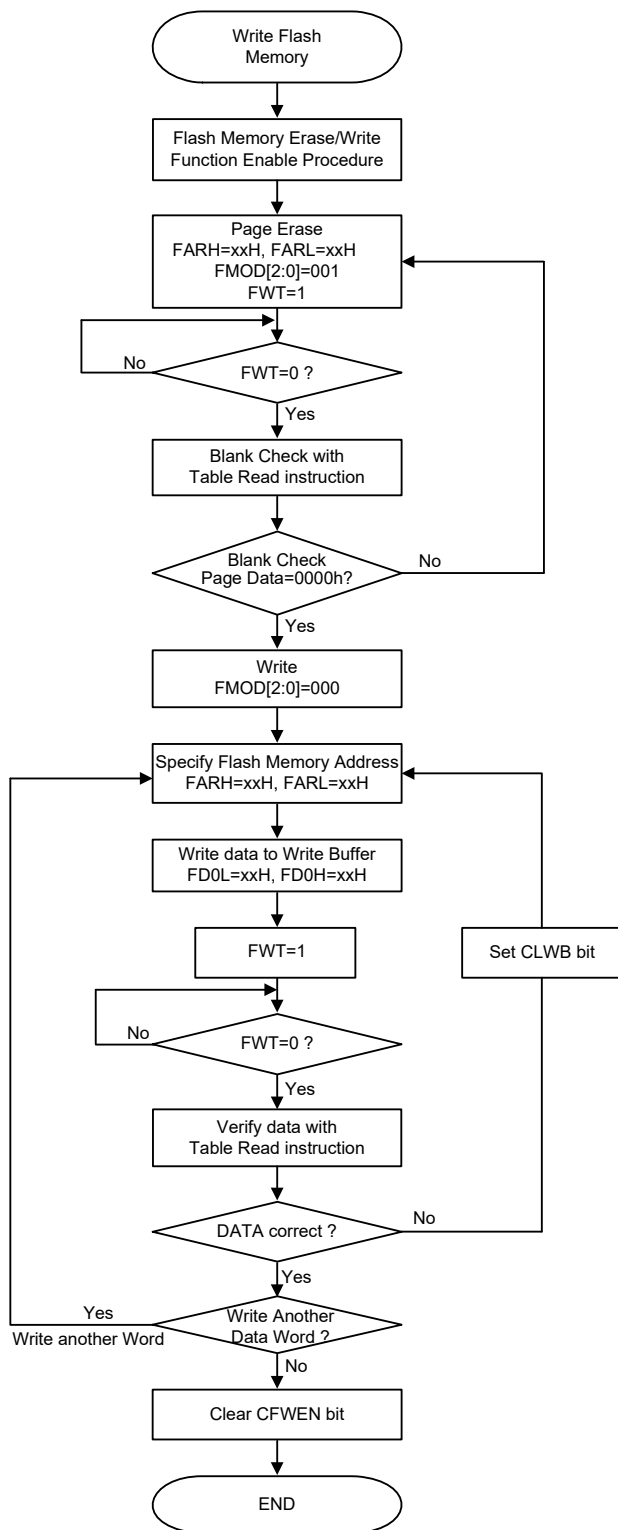 Write Flash
Memory
Flash Memory Erase/Write
Function Enable Procedure
Page Erase
FARH=xxH, FARL=xxH
FMOD[2:0]=001
FWT=1
No
FWT=0 ?
Yes
Blank Check with
Table Read instruction
Blank Check
Page Data=0000h?
No
Yes
Write
FMOD[2:0]=000
Specify Flash Memory Address
FARH=xxH, FARL=xxH
Write data to Write Buffer
FD0L=xxH, FD0H=xxH
FWT=1
Set CLWB bit
No
FWT=0 ?
Yes
Verify data with
Table Read instruction
DATA correct ?
No
Yes
Yes
Write another Word
Write Another
Data Word ?
No
Clear CFWEN bit
END